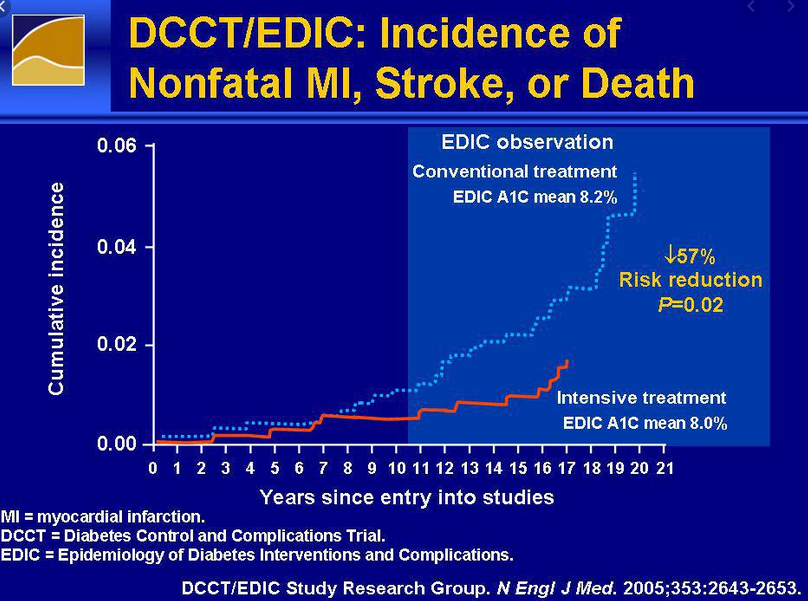 DCCT/EDIC: Incidence of
Nonfatal MI, Stroke, or Death
EDIC observation
Conventional treatment
EDIC A1C mean 8.2%
↓57%
Risk reduction
P=0.02
Intensive treatment
EDIC A1C mean 8.0%
Cumulative incidence
0.06
0.04
0.02
0.00
0 1 2 3 4 5 6 7 8 9 10 11 12 13 14 15 16 17 18 19 20 21
Years since entry into studies
MI = myocardial infarction.
DCCT = Diabetes Control and Complications Trial.
EDIC = Epidemiology of Diabetes Interventions and Complications.
DCCT/EDIC Study Research Group. N Engl J Med. 2005;353:2643-2653.